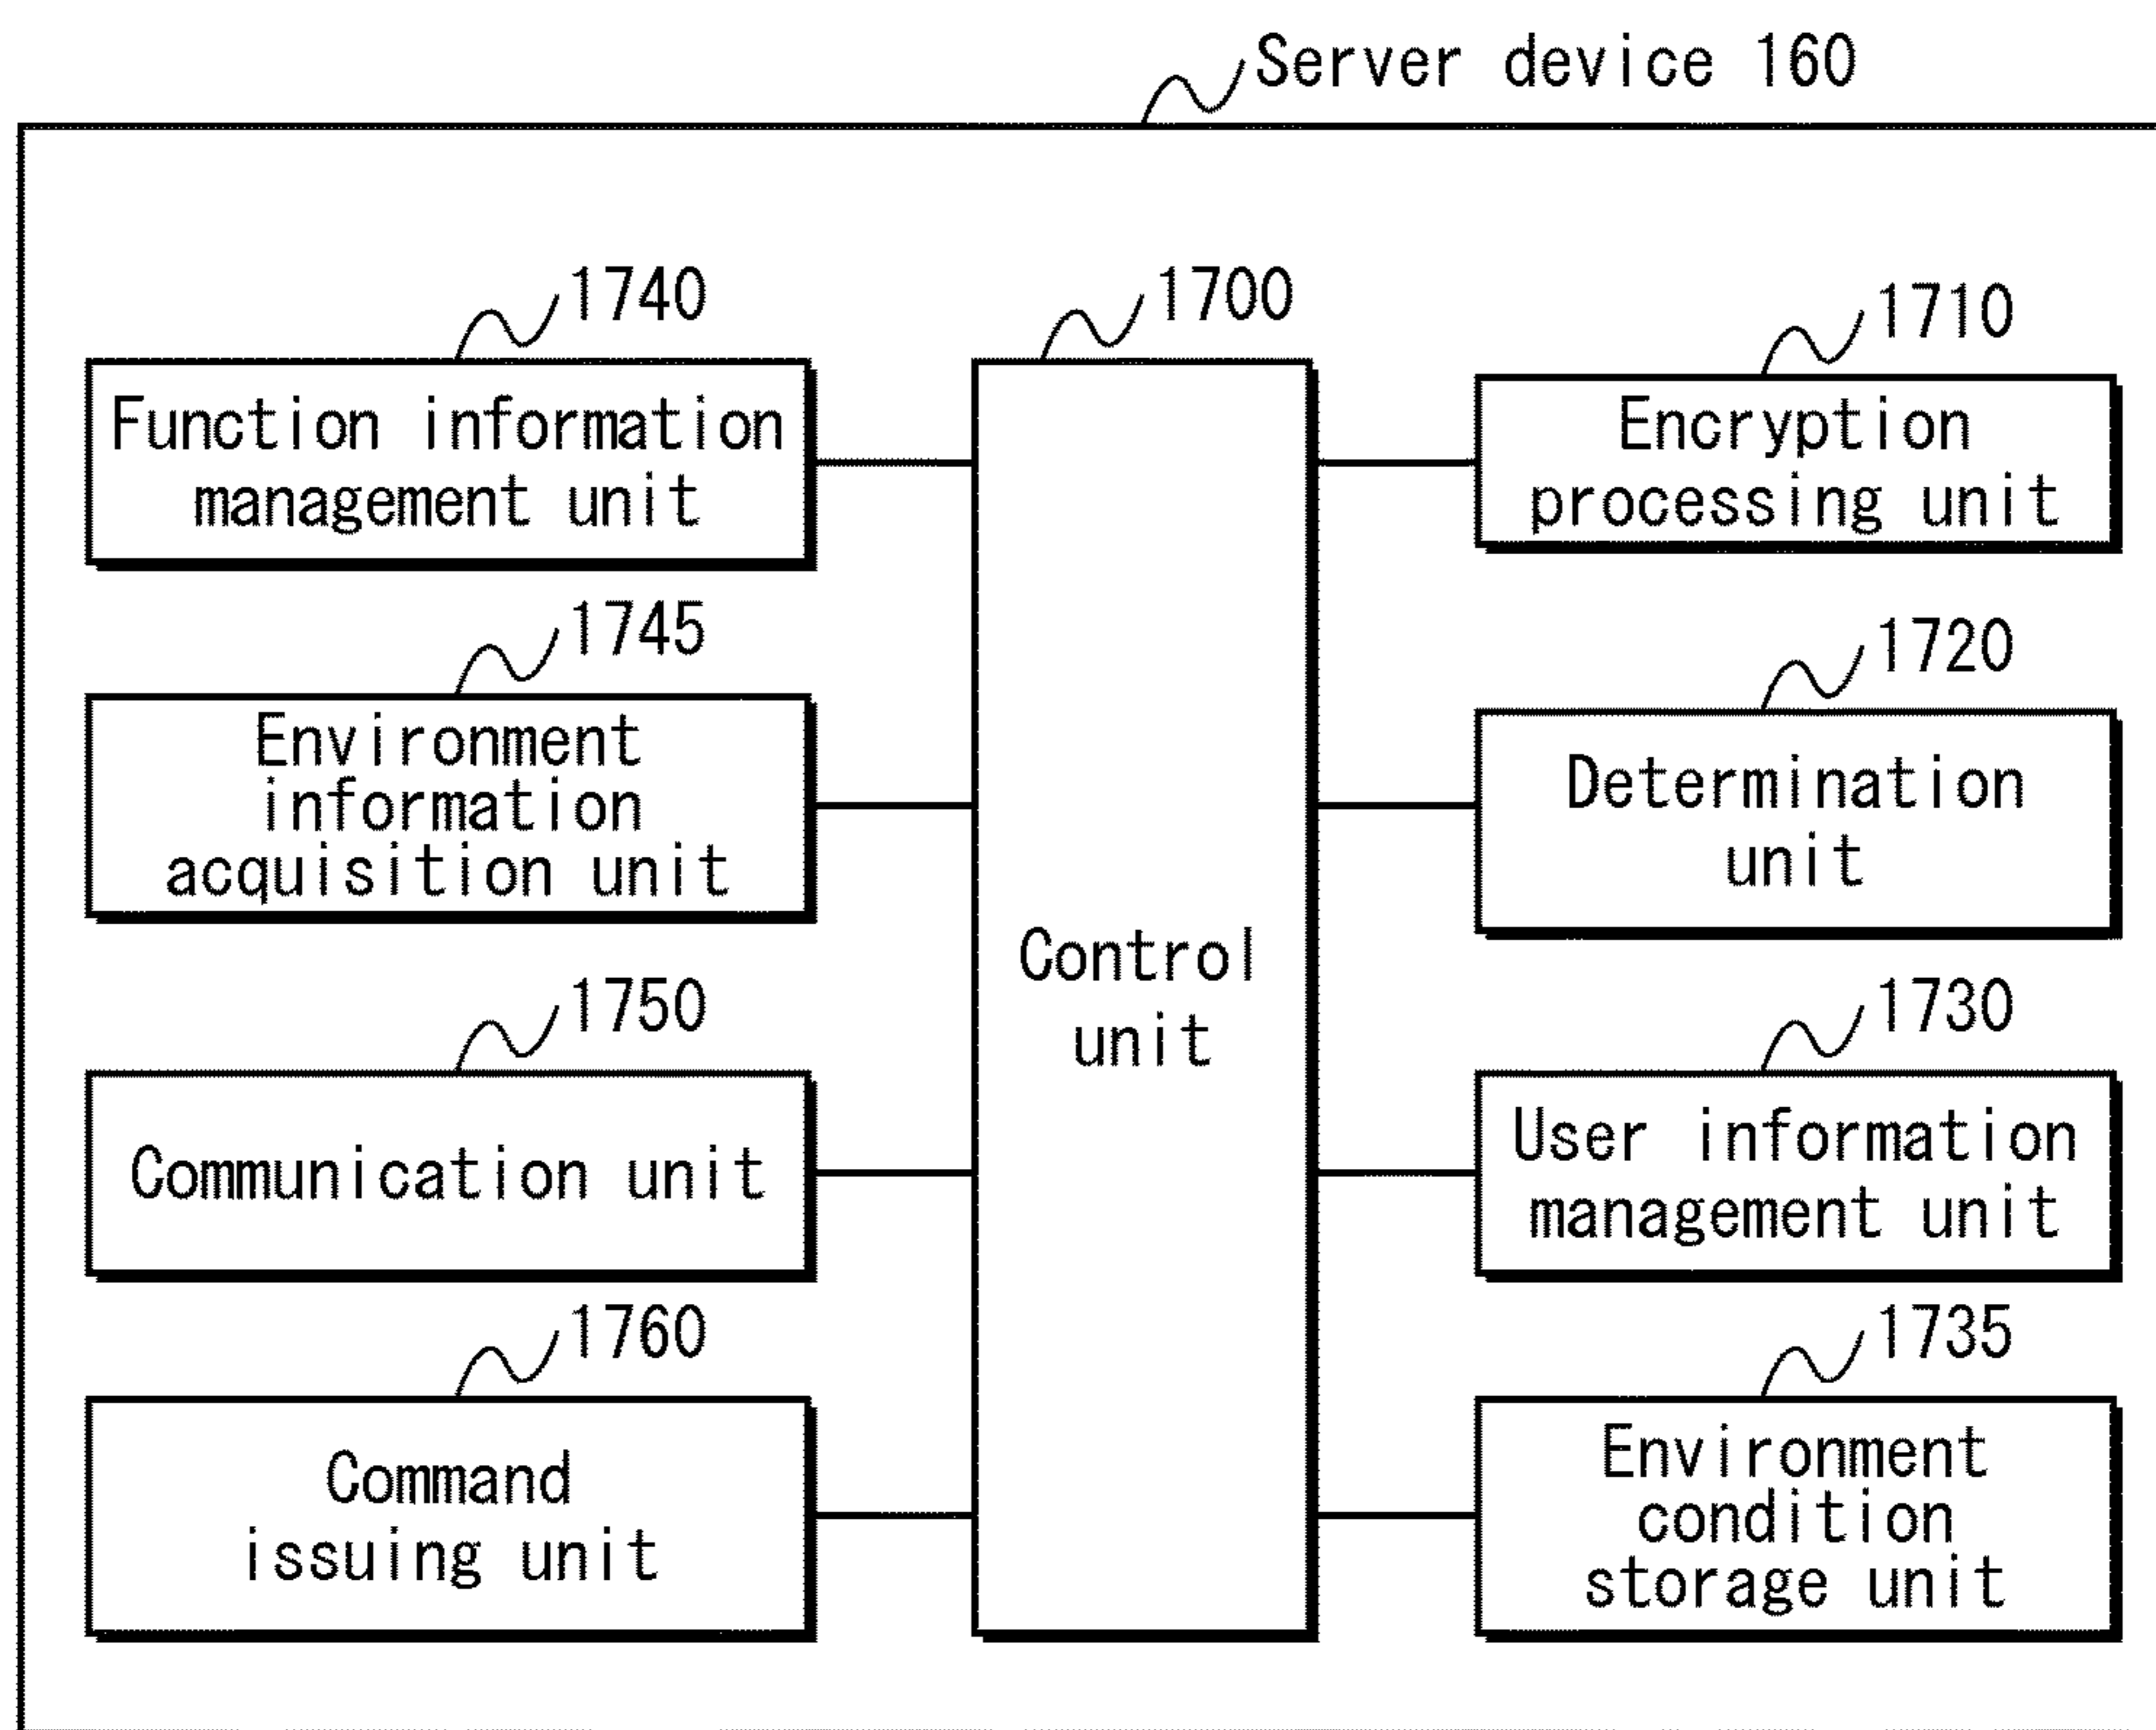 Server device 160
1740
Function information
management unit
1745
Environment
information
acquisition unit
1750
Communication unit
1760
Command
issuing unit
1700
Control
unit
1710
Encryption
processing unit
1720
Determination
unit
1730
User information
management unit
1735
Environment
condition
storage unit